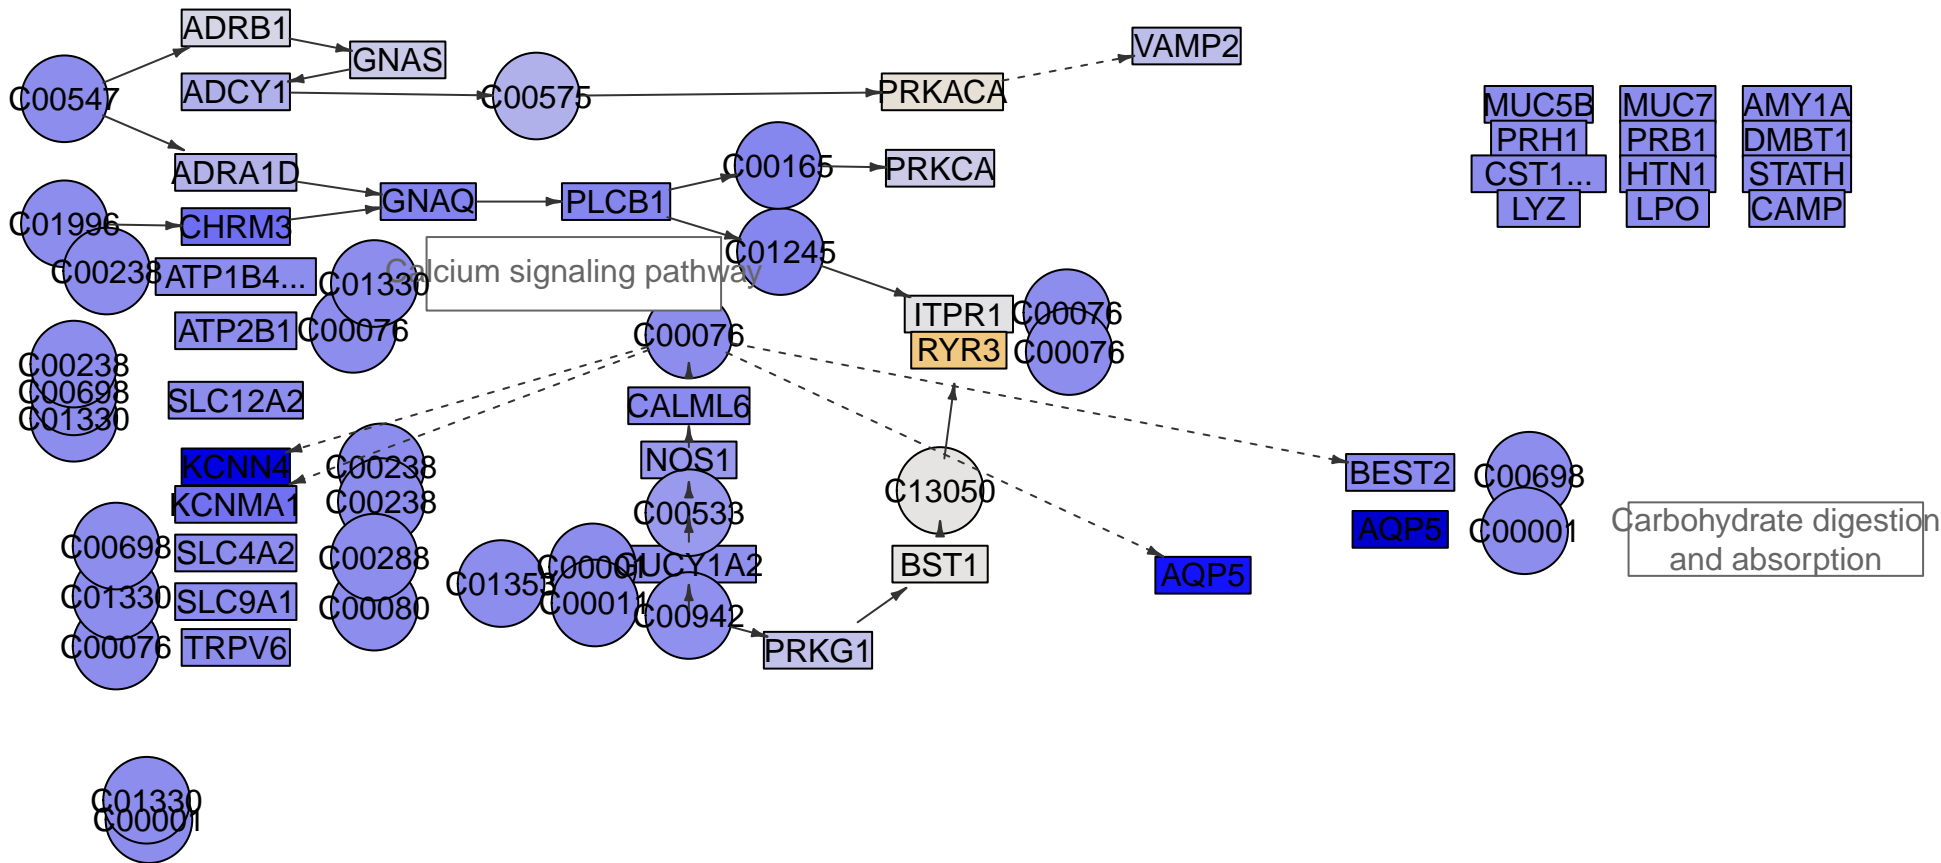 ADRB1
GNAS
VAMP2
C00547
ADCY1
C00575
PRKACA
MUC5B
MUC7
AMY1A
PRH1
PRB1
DMBT1
ADRA1D
C00165
PRKCA
CST1...
HTN1
STATH
GNAQ
PLCB1
LYZ
LPO
CAMP
C01996
CHRM3
C01245
C00238
ATP1B4...
C01330
Calcium signaling pathway
ITPR1
C00076
ATP2B1
C00076
C00076
RYR3
C00076
C00238
C00698
C01330
SLC12A2
CALML6
KCNN4
C00238
NOS1
BEST2
C00698
KCNMA1
C00238
C13050
C00533
AQP5
C00001
Carbohydrate digestion
and absorption
C00698
SLC4A2
C00288
C01353
C00001
GUCY1A2
BST1
AQP5
C01330
SLC9A1
C00080
C00011
C00942
C00076
TRPV6
PRKG1
C01330
C00001